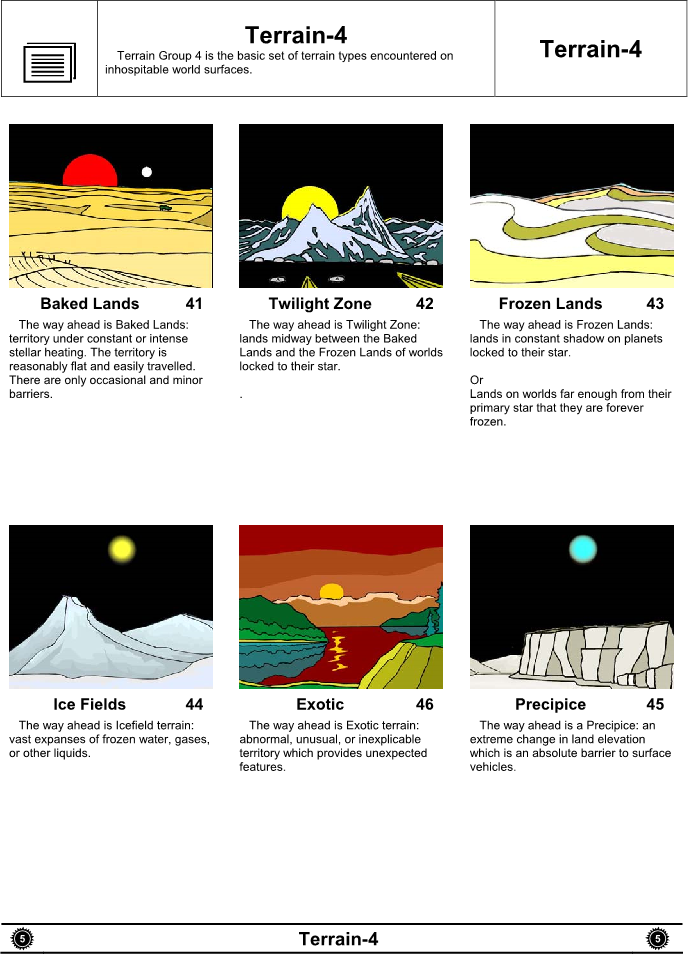 Terrain-4
Terrain Group 4 is the basic set of terrain types encountered on
inhospitable world surfaces.
Terrain-4
Baked Lands 41
The way ahead is Baked Lands:
territory under constant or intense
stellar heating. The territory is
reasonably flat and easily travelled.
There are only occasional and minor
barriers.
Twilight Zone 42
The way ahead is Twilight Zone:
lands midway between the Baked
Lands and the Frozen Lands of worlds
locked to their star.
.
Frozen Lands 43
The way ahead is Frozen Lands:
lands in constant shadow on planets
locked to their star.
Or
Lands on worlds far enough from their
primary star that they are forever
frozen.
Ice Fields 44
The way ahead is Icefield terrain:
vast expanses of frozen water, gases,
or other liquids.
Exotic 46
The way ahead is Exotic terrain:
abnormal, unusual, or inexplicable
territory which provides unexpected
features.
Precipice 45
The way ahead is a Precipice: an
extreme change in land elevation
which is an absolute barrier to surface
vehicles.
5
Terrain-4
5